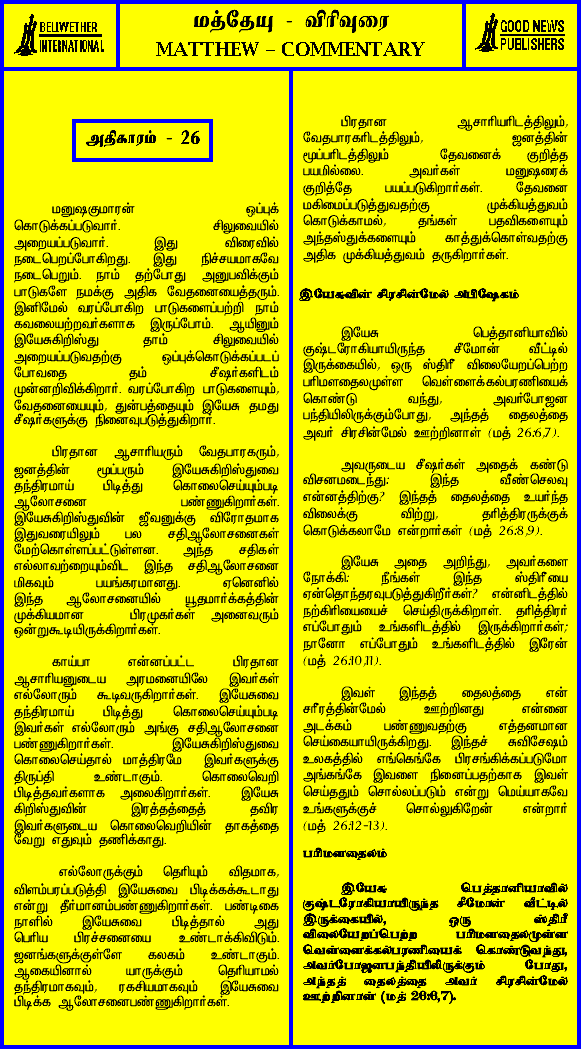 BELIWETHER
INTERNATIONAL
மத்தேயு - விரிவுரை
MATTHEW – COMMENTARY
GOOD NEWS
PUBLISHERS
அதிகாரம் - 26
மனுஷகுமாரன் ஒப்புக்
கொடுக்கப்படுவார். சிலுவையில்
அறையப்படுவார். இது விரைவில்
நடைபெறப்போகிறது. இது நிச்சயமாகவே
நடைபெறும். நாம் தற்போது அனுபவிக்கும்
பாடுகளே நமக்கு அதிக வேதனையைத்தரும்.
இனிமேல் வரப்போகிற பாடுகளைப்பற்றி நாம்
கவலையற்றவர்களாக இருப்போம். ஆயினும்
இயேசுகிறிஸ்து தாம் சிலுவையில்
அறையப்படுவதற்கு ஒப்புக்கொடுக்கப்படப்
போவதை தம் சீஷர்களிடம்
முன்னறிவிக்கிறார். வரப்போகிற பாடுகளையும்,
வேதனையையும், துன்பத்தையும் இயேசு தமது
சீஷர்களுக்கு நினைவுபடுத்துகிறார்.
பிரதான ஆசாரியரும் வேதபாரகரும்,
ஜனத்தின் மூப்பரும் இயேசுகிறிஸ்துவை
தந்திரமாய் பிடித்து கொலைசெய்யும்படி
ஆலோசனை பண்ணுகிறார்கள்.
இயேசுகிறிஸ்துவின் ஜீவனுக்கு விரோதமாக
இதுவரையிலும் பல சதிஆலோசனைகள்
மேற்கொள்ளப்பட்டுள்ளன. அந்த சதிகள்
எல்லாவற்றையும்விட இந்த சதிஆலோசனை
மிகவும் பயங்கரமானது. ஏனெனில்
இந்த ஆலோசனையில் யூதமார்க்கத்தின்
முக்கியமான பிரமுகர்கள் அனைவரும்
ஒன்றுகூடியிருக்கிறார்கள்.
காய்பா என்னப்பட்ட பிரதான
ஆசாரியனுடைய அரமனையிலே இவர்கள்
எல்லோரும் கூடிவருகிறார்கள். இயேசுவை
தந்திரமாய் பிடித்து கொலைசெய்யும்படி
இவர்கள் எல்லோரும் அங்கு சதிஆலோசனை
பண்ணுகிறார்கள். இயேசுகிறிஸ்துவை
கொலைசெய்தால் மாத்திரமே இவர்களுக்கு
திருப்தி உண்டாகும். கொலைவெறி
பிடித்தவர்களாக அலைகிறார்கள். இயேசு
கிறிஸ்துவின் இரத்தத்தைத் தவிர
இவர்களுடைய கொலைவெறியின் தாகத்தை
வேறு எதுவும் தணிக்காது.
எல்லோருக்கும் தெரியும் விதமாக,
விளம்பரப்படுத்தி இயேசுவை பிடிக்கக்கூடாது
என்று தீர்மானம்பண்ணுகிறார்கள். பண்டிகை
நாளில் இயேசுவை பிடித்தால் அது
பெரிய பிரச்சனையை உண்டாக்கிவிடும்.
ஜனங்களுக்குள்ளே கலகம் உண்டாகும்.
ஆகையினால் யாருக்கும் தெரியாமல்
தந்திரமாகவும், ரகசியமாகவும் இயேசுவை
பிடிக்க ஆலோசனைபண்ணுகிறார்கள்.
பிரதான ஆசாரியரிடத்திலும்,
வேதபாரகரிடத்திலும், ஜனத்தின்
மூப்பரிடத்திலும் தேவனைக் குறித்த
பயமில்லை. அவர்கள் மனுஷரைக்
குறித்தே பயப்படுகிறார்கள். தேவனை
மகிமைப்படுத்துவதற்கு முக்கியத்துவம்
கொடுக்காமல், தங்கள் பதவிகளையும்
அந்தஸ்துக்களையும் காத்துக்கொள்வதற்கு
அதிக முக்கியத்துவம் தருகிறார்கள்.
இயேசுவின் சிரசின்மேல் அபிஷேகம்
இயேசு பெத்தானியாவில்
குஷ்டரோகியாயிருந்த சீமோன் வீட்டில்
இருக்கையில், ஒரு ஸ்திரீ விலையேறப்பெற்ற
பரிமளதைலமுள்ள வெள்ளைக்கல்பரணியைக்
கொண்டு வந்து, அவர்போஜன
பந்தியிலிருக்கும்போது, அந்தத் தைலத்தை
அவர் சிரசின்மேல் ஊற்றினாள் (மத் 26:6,7).
அவருடைய சீஷர்கள் அதைக் கண்டு
விசனமடைந்து: இந்த வீண்செலவு
என்னத்திற்கு? இந்தத் தைலத்தை உயர்ந்த
விலைக்கு விற்று, தரித்திரருக்குக்
கொடுக்கலாமே என்றார்கள் (மத் 26:8,9).
இயேசு அதை அறிந்து, அவர்களை
நோக்கி: நீங்கள் இந்த ஸ்திரீயை
ஏன்தொந்தரவுபடுத்துகிறீர்கள்? என்னிடத்தில்
நற்கிரியையைச் செய்திருக்கிறாள். தரித்திரர்
எப்போதும் உங்களிடத்தில் இருக்கிறார்கள்;
நானோ எப்போதும் உங்களிடத்தில் இரேன்
(மத் 26:10,11).
இவள் இந்தத் தைலத்தை என்
சரீரத்தின்மேல் ஊற்றினது என்னை
அடக்கம் பண்ணுவதற்கு எத்தனமான
செய்கையாயிருக்கிறது. இந்தச் சுவிசேஷம்
உலகத்தில் எங்கெங்கே பிரசங்கிக்கப்படுமோ
அங்கங்கே இவளை நினைப்பதற்காக இவள்
செய்ததும் சொல்லப்படும் என்று மெய்யாகவே
உங்களுக்குச் சொல்லுகிறேன் என்றார்
(மத் 26:12-13).
பரிமளதைலம்
இயேசு பெத்தானியாவில்
குஷ்டரோகியாயிருந்த சீமோன் வீட்டில்
இருக்கையில், ஒரு ஸ்திரீ
விலையேறப்பெற்ற பரிமளதைலமுள்ள
வெள்ளைக்கல்பரணியைக் கொண்டுவந்து,
அவர்போஜனபந்தியிலிருக்கும் போது,
அந்தத் தைலத்தை அவர் சிரசின்மேல்
ஊற்றினாள் (மத் 26:6,7).